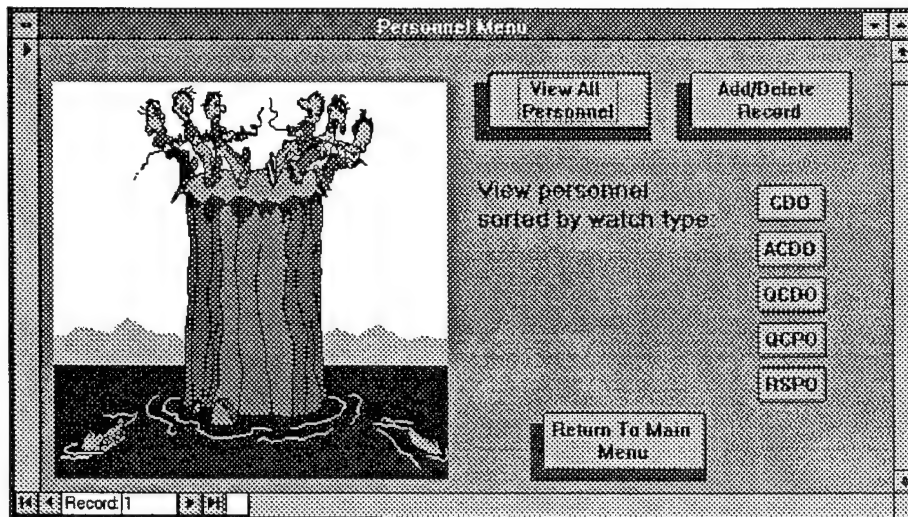 Personnel Menu
View All
Personnel
Add/Delete
Record
View personnel
sorted by watch type
CDO
ACDO
QCDO
QCPO
RSPO
Return To Main
Menu
Record: 1